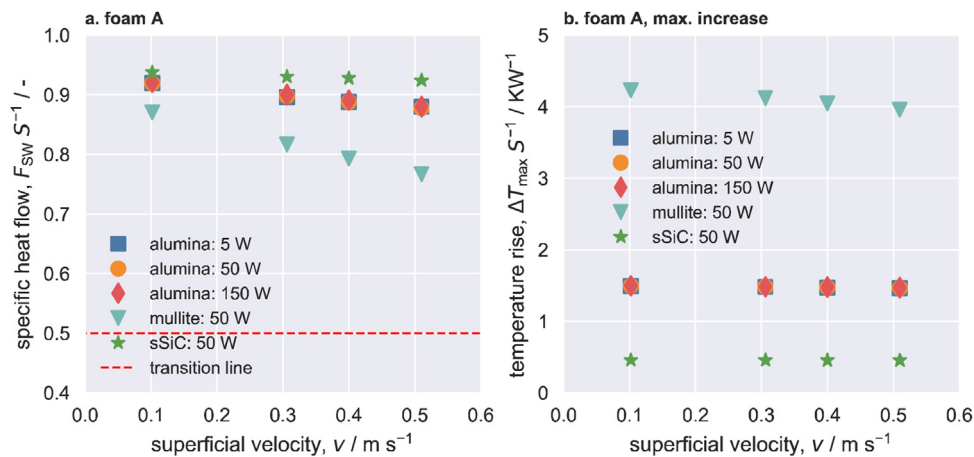 a. foam A
specific heat flow, F_SW S⁻¹ / -
1.0
0.9
0.8
0.7
0.6
0.5
0.4
alumina: 5 W
alumina: 50 W
alumina: 150 W
mullite: 50 W
sSiC: 50 W
transition line
0.0 0.1 0.2 0.3 0.4 0.5 0.6
superficial velocity, v / m s⁻¹
b. foam A, max. increase
temperature rise, ΔT_max S⁻¹ / KW⁻¹
5
4
3
2
1
0
alumina: 5 W
alumina: 50 W
alumina: 150 W
mullite: 50 W
sSiC: 50 W
0.0 0.1 0.2 0.3 0.4 0.5 0.6
superficial velocity, v / m s⁻¹